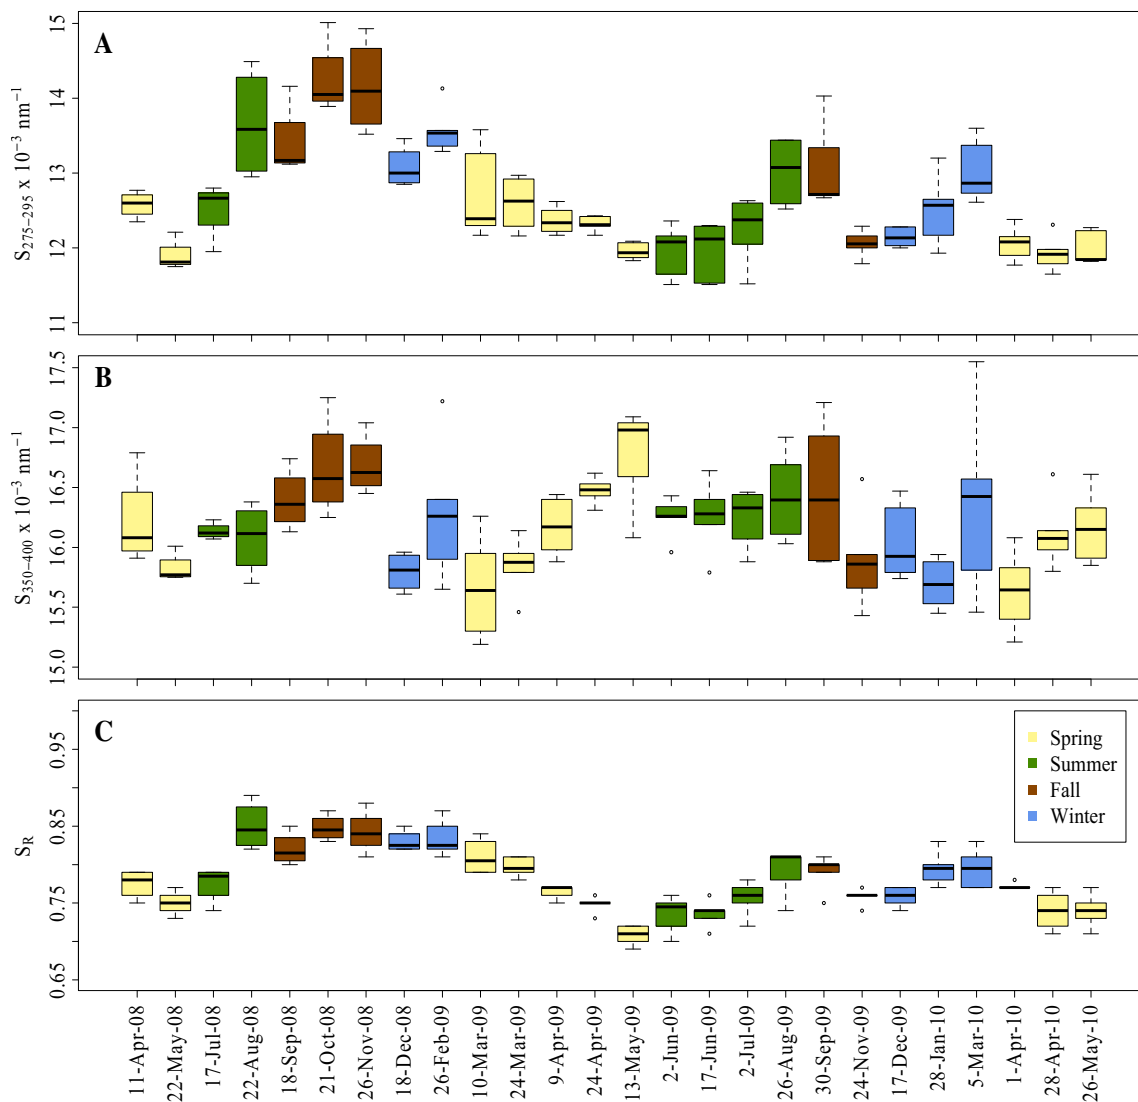 A
S275−295 x 10−3 nm−1
15
14
13
12
11
B
S350−400 x 10−3 nm−1
17.5
17.0
16.5
16.0
15.5
15.0
C
SR
0.95
0.85
0.75
0.65
Spring
Summer
Fall
Winter
11-Apr-08
22-May-08
17-Jul-08
22-Aug-08
18-Sep-08
21-Oct-08
26-Nov-08
18-Dec-08
26-Feb-09
10-Mar-09
24-Mar-09
9-Apr-09
24-Apr-09
13-May-09
2-Jun-09
17-Jun-09
2-Jul-09
26-Aug-09
30-Sep-09
24-Nov-09
17-Dec-09
28-Jan-10
5-Mar-10
1-Apr-10
28-Apr-10
26-May-10